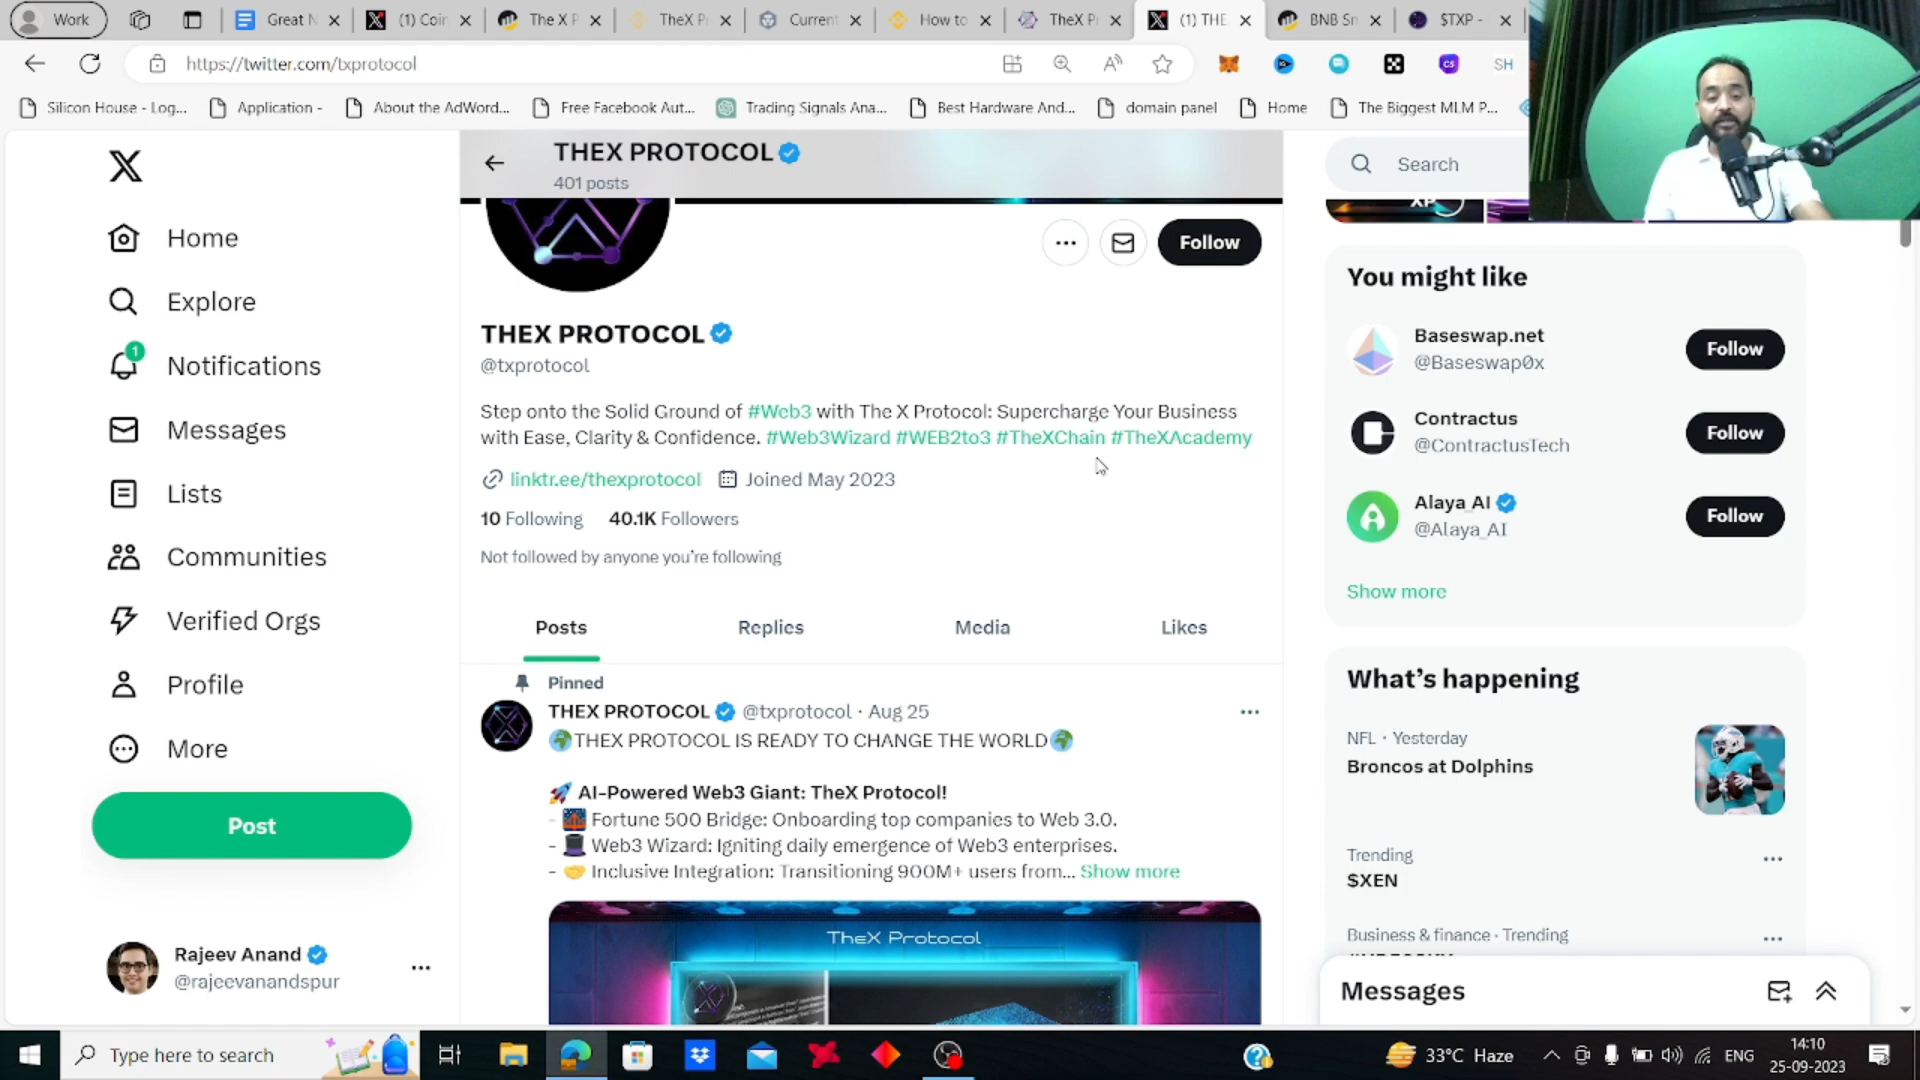 Work
Great N
(1) Coin
The X P
TheX P
Current
How to
TheX P
(1) THE
BNB Sn
$TXP -
https://twitter.com/txprotocol
SH
Silicon House - Log...
Application -
About the AdWord...
Free Facebook Aut...
Trading Signals Ana...
Best Hardware And...
domain panel
Home
The Biggest MLM P...
THEX PROTOCOL
401 posts
Search
Home
Explore
1
Notifications
Messages
Lists
Communities
Verified Orgs
Profile
More
Post
Rajeev Anand
@rajeevanandspur
Follow
THEX PROTOCOL
@txprotocol
Step onto the Solid Ground of #Web3 with The X Protocol: Supercharge Your Business
with Ease, Clarity & Confidence. #Web3Wizard #WEB2to3 #TheXChain #TheXAcademy
linktr.ee/thexprotocol Joined May 2023
10 Following 40.1K Followers
Not followed by anyone you're following
Posts Replies Media Likes
Pinned
THEX PROTOCOL @txprotocol · Aug 25
🌍THEX PROTOCOL IS READY TO CHANGE THE WORLD🌍
🚀 AI-Powered Web3 Giant: TheX Protocol!
- 🌉 Fortune 500 Bridge: Onboarding top companies to Web 3.0.
- 🎩 Web3 Wizard: Igniting daily emergence of Web3 enterprises.
- 🤝 Inclusive Integration: Transitioning 900M+ users from... Show more
TheX Protocol
You might like
Baseswap.net
@Baseswap0x
Follow
Contractus
@ContractusTech
Follow
Alaya_AI
@Alaya_AI
Follow
Show more
What's happening
NFL · Yesterday
Broncos at Dolphins
Trending
$XEN
Business & finance · Trending
Messages
Type here to search
33°C Haze
ENG
14:10
25-09-2023